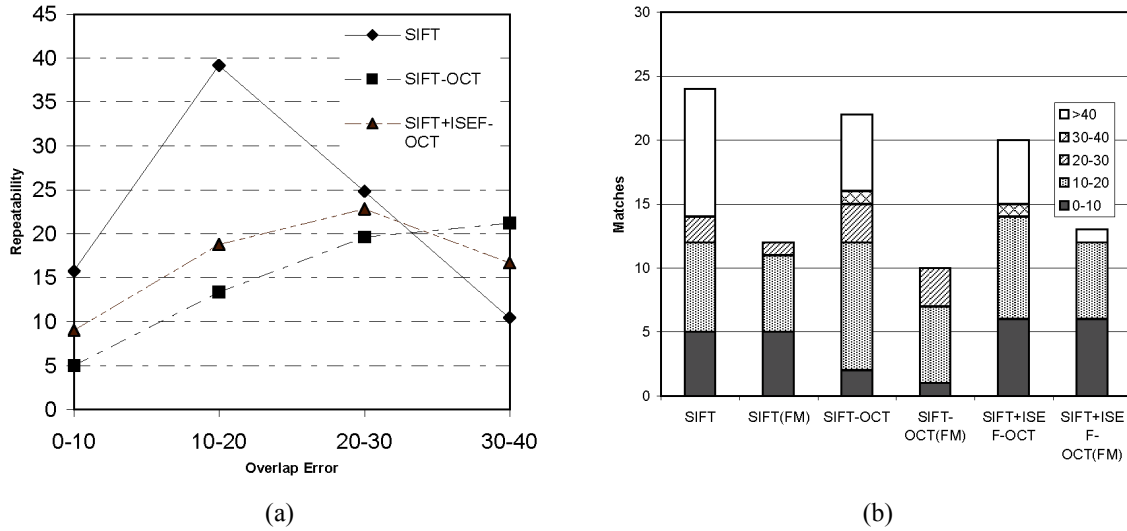 45
40
35
30
25
20
15
10
5
0
Repeatability
SIFT
SIFT-OCT
SIFT+ISEF-
OCT
0-10
10-20
20-30
30-40
Overlap Error
(a)
30
25
20
15
10
5
0
Matches
>40
30-40
20-30
10-20
0-10
SIFT
SIFT(FM)
SIFT-OCT
SIFT-
OCT(FM)
SIFT+ISE
F-OCT
SIFT+ISE
F-
OCT(FM)
(b)